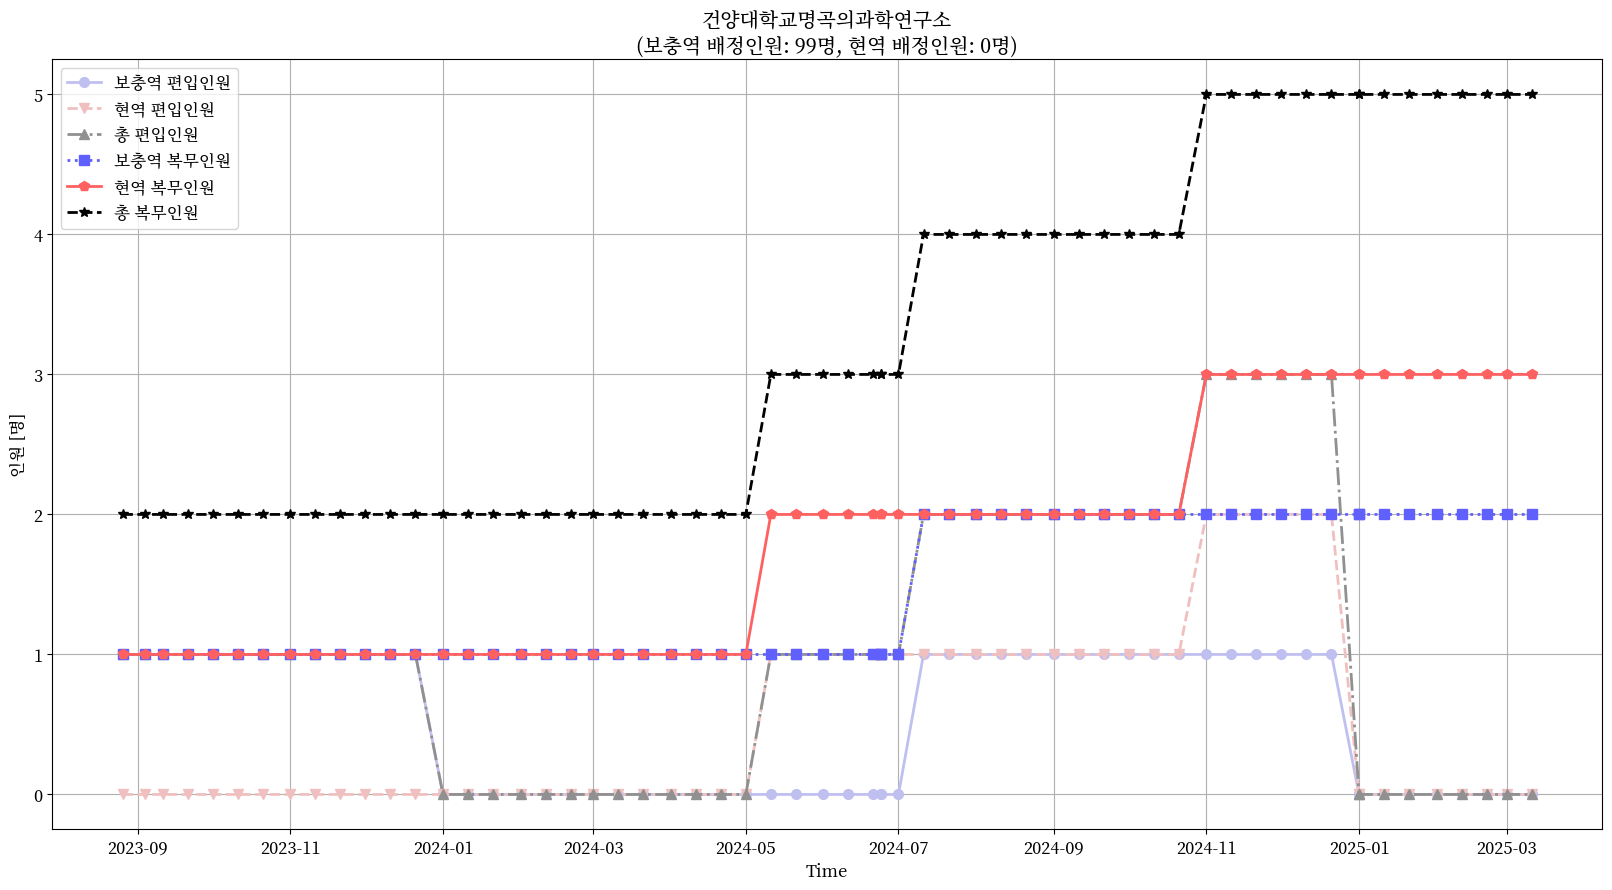 건양대학교명곡의과학연구소
(보충역 배정인원: 99명, 현역 배정인원: 0명)
보충역 편입인원
현역 편입인원
총 편입인원
보충역 복무인원
현역 복무인원
총 복무인원
5
4
3
2
1
0
인원 [명]
2023-09
2023-11
2024-01
2024-03
2024-05
2024-07
2024-09
2024-11
2025-01
2025-03
Time